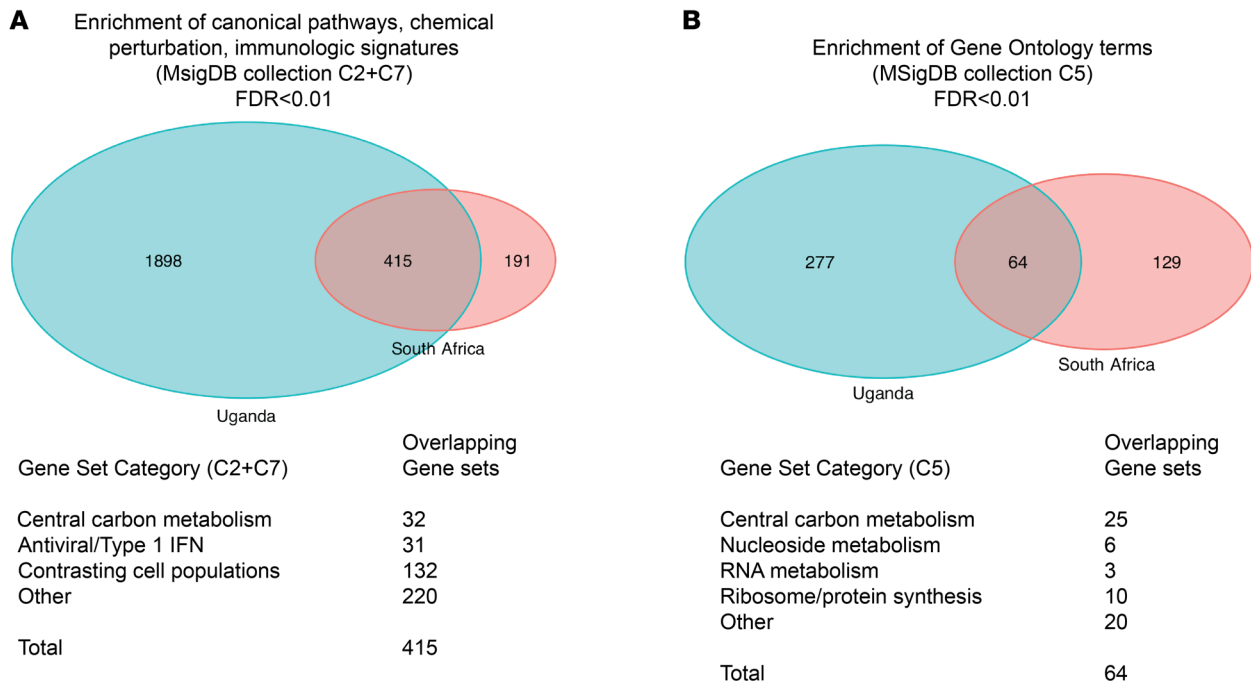 A
Enrichment of canonical pathways, chemical
perturbation, immunologic signatures
(MsigDB collection C2+C7)
FDR<0.01
1898
415
191
South Africa
Uganda
Overlapping
Gene Set Category (C2+C7) Gene sets
Central carbon metabolism 32
Antiviral/Type 1 IFN 31
Contrasting cell populations 132
Other 220
Total 415
B
Enrichment of Gene Ontology terms
(MSigDB collection C5)
FDR<0.01
277
64
129
South Africa
Uganda
Overlapping
Gene Set Category (C5) Gene sets
Central carbon metabolism 25
Nucleoside metabolism 6
RNA metabolism 3
Ribosome/protein synthesis 10
Other 20
Total 64